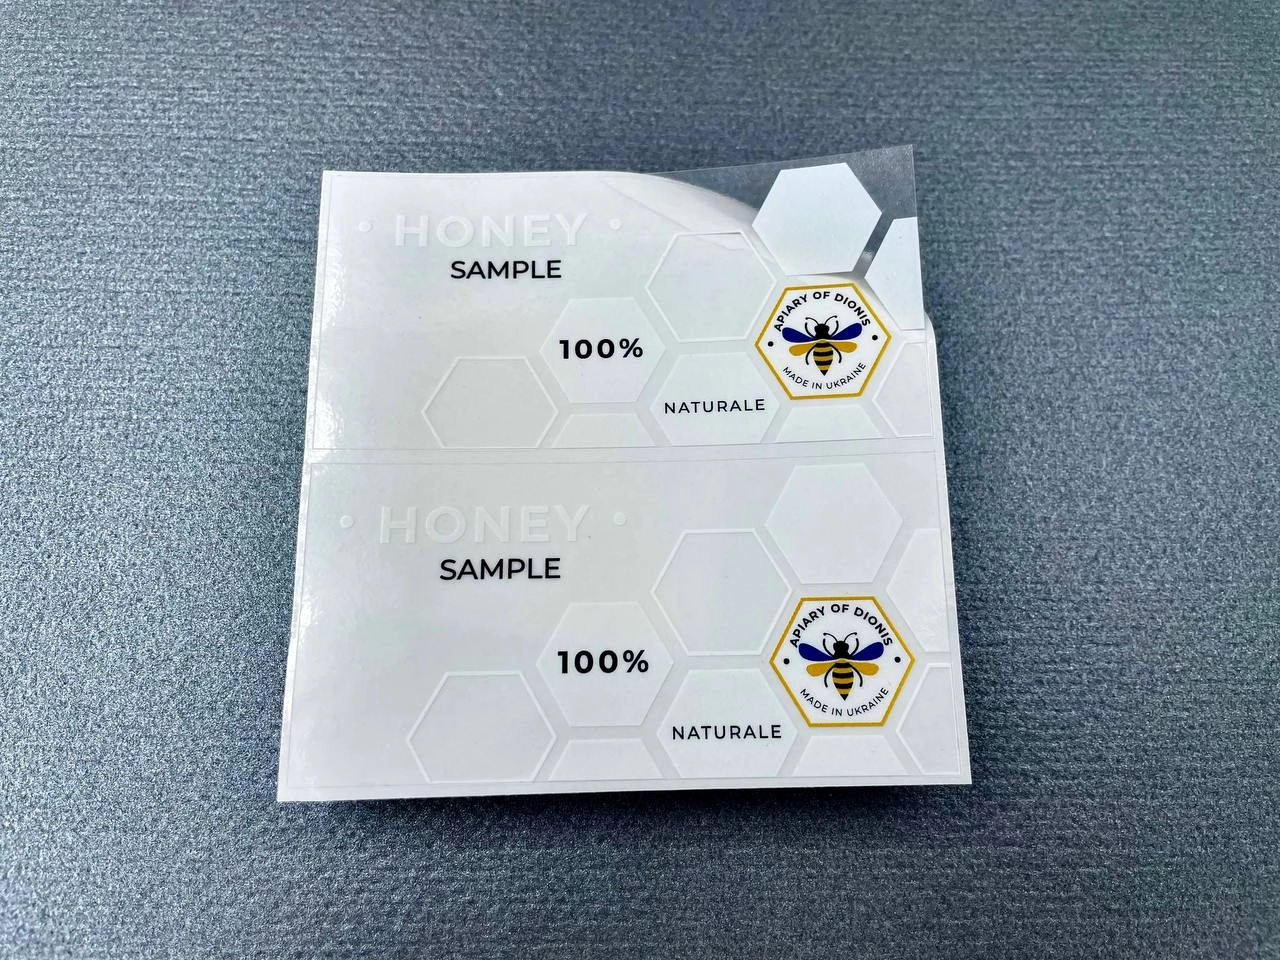 • HONEY •
SAMPLE
100%
NATURALE
APIARY OF DIONIS
MADE IN UKRAINE
• HONEY •
SAMPLE
100%
NATURALE
APIARY OF DIONIS
MADE IN UKRAINE